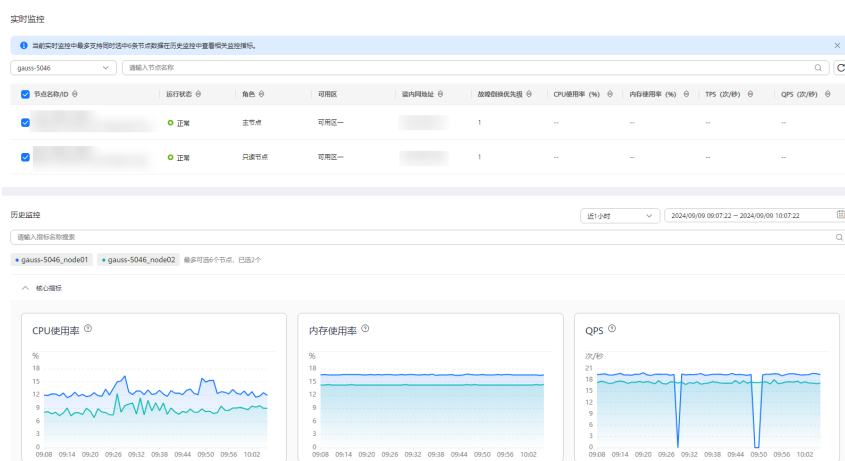 实时监控
当前实时监控中最多支持同时选中6条节点数据在历史监控中查看相关监控指标。
gauss-5046 请输入节点名称
节点名称/ID 运行状态 角色 可用区 读内网地址 故障倒换优先级 CPU使用率 (%) 内存使用率 (%) TPS (次/秒) QPS (次/秒)
正常 主节点 可用区一 1 -- -- -- --
正常 只读节点 可用区一 1 -- -- -- --
历史监控
近1小时 2024/09/09 09:07:22 — 2024/09/09 10:07:22
请输入指标名称搜索
gauss-5046_node01 gauss-5046_node02 最多可选6个节点，已选2个
核心指标
CPU使用率
%
18
15
12
9
6
3
0
09:08 09:14 09:20 09:26 09:32 09:38 09:44 09:50 09:56 10:02
内存使用率
%
18
15
12
9
6
3
0
09:08 09:14 09:20 09:26 09:32 09:38 09:44 09:50 09:56 10:02
QPS
次/秒
21
18
15
12
9
6
3
0
09:08 09:14 09:20 09:26 09:32 09:38 09:44 09:50 09:56 10:02